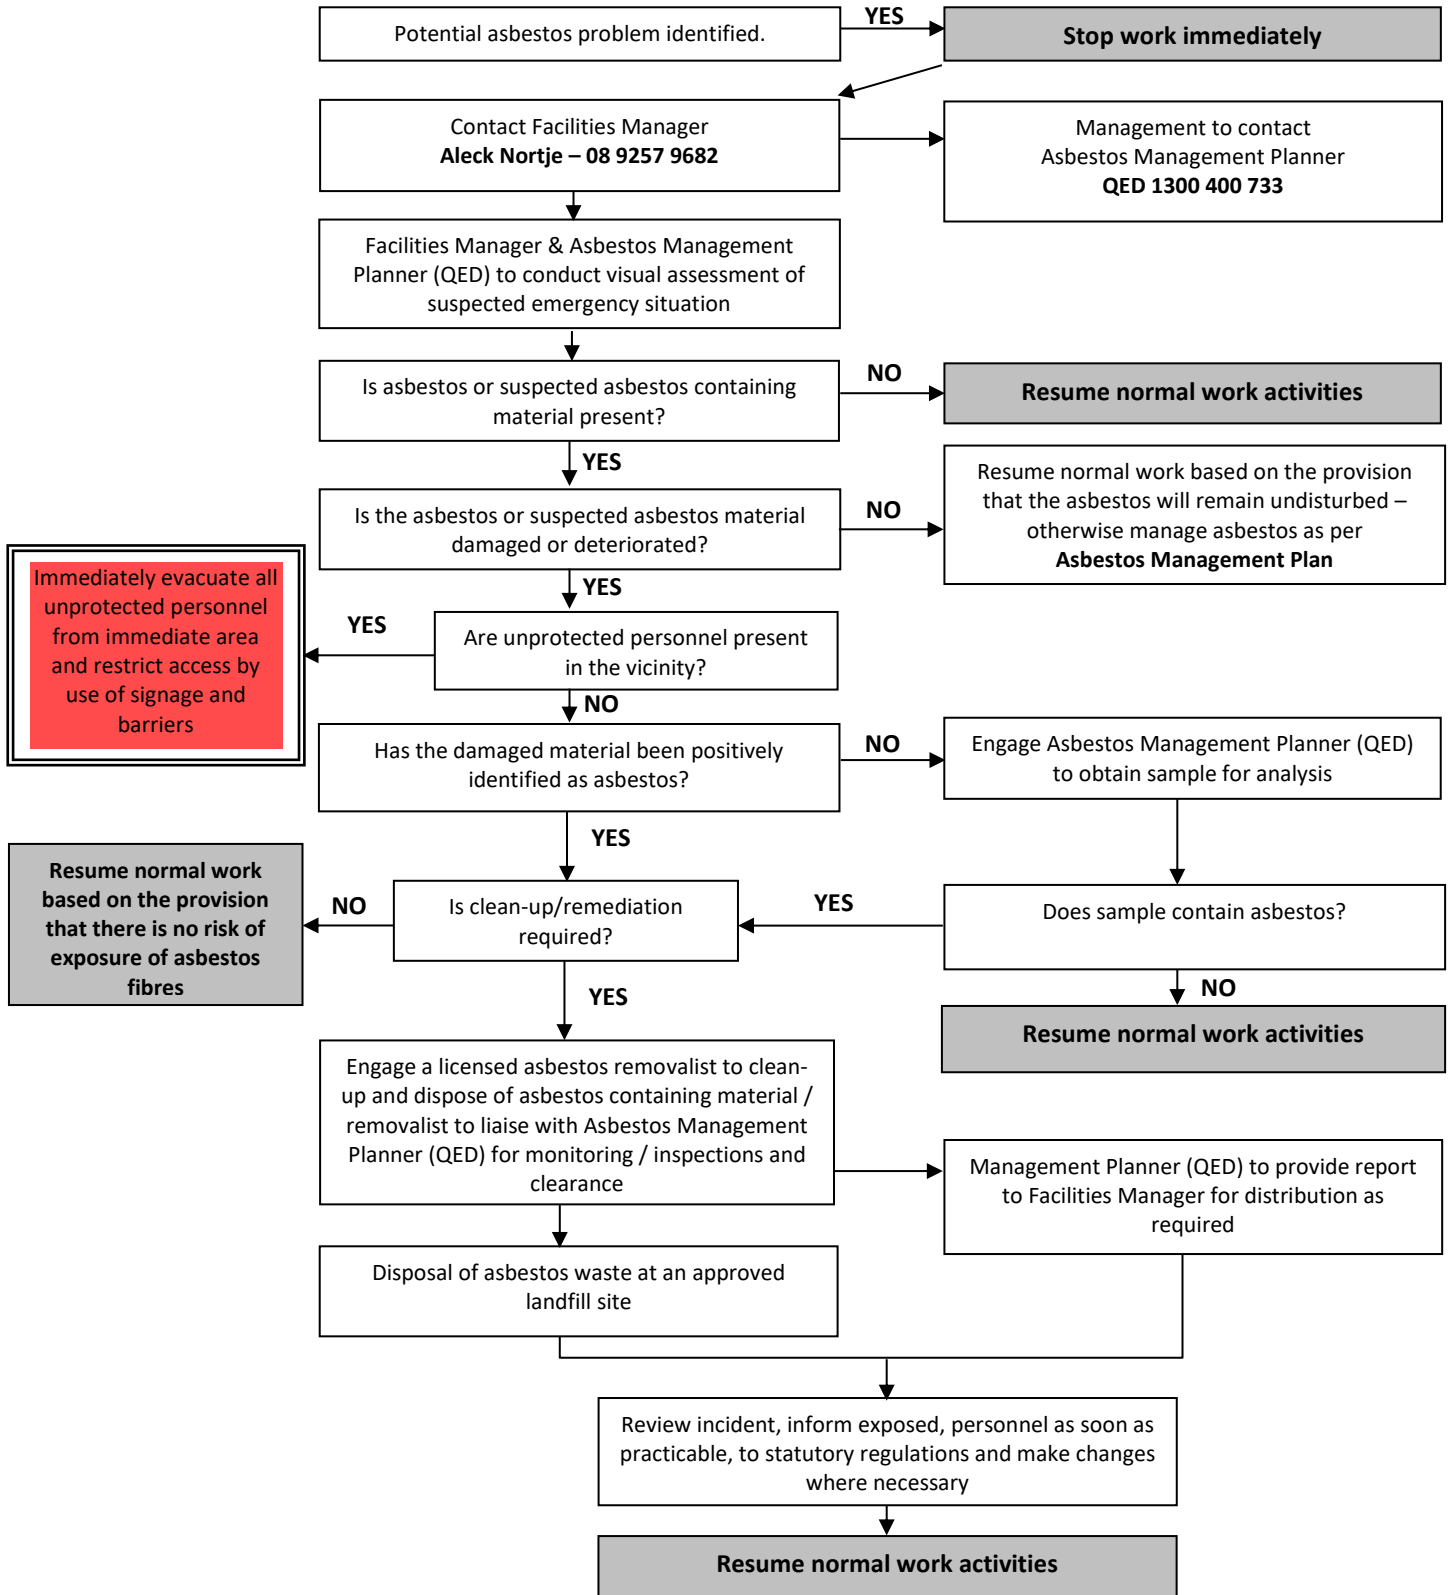 Potential asbestos problem identified.
YES
Stop work immediately
Contact Facilities Manager
Aleck Nortje – 08 9257 9682
Management to contact
Asbestos Management Planner
QED 1300 400 733
Facilities Manager & Asbestos Management
Planner (QED) to conduct visual assessment of
suspected emergency situation
Is asbestos or suspected asbestos containing
material present?
NO
Resume normal work activities
YES
Is the asbestos or suspected asbestos material
damaged or deteriorated?
NO
Resume normal work based on the provision
that the asbestos will remain undisturbed –
otherwise manage asbestos as per
Asbestos Management Plan
YES
Are unprotected personnel present
in the vicinity?
YES
Immediately evacuate all
unprotected personnel
from immediate area
and restrict access by
use of signage and
barriers
NO
Has the damaged material been positively
identified as asbestos?
NO
Engage Asbestos Management Planner (QED)
to obtain sample for analysis
YES
Is clean-up/remediation
required?
NO
Resume normal work
based on the provision
that there is no risk of
exposure of asbestos
fibres
YES
Does sample contain asbestos?
NO
Resume normal work activities
YES
Engage a licensed asbestos removalist to clean-
up and dispose of asbestos containing material /
removalist to liaise with Asbestos Management
Planner (QED) for monitoring / inspections and
clearance
Management Planner (QED) to provide report
to Facilities Manager for distribution as
required
Disposal of asbestos waste at an approved
landfill site
Review incident, inform exposed, personnel as soon as
practicable, to statutory regulations and make changes
where necessary
Resume normal work activities